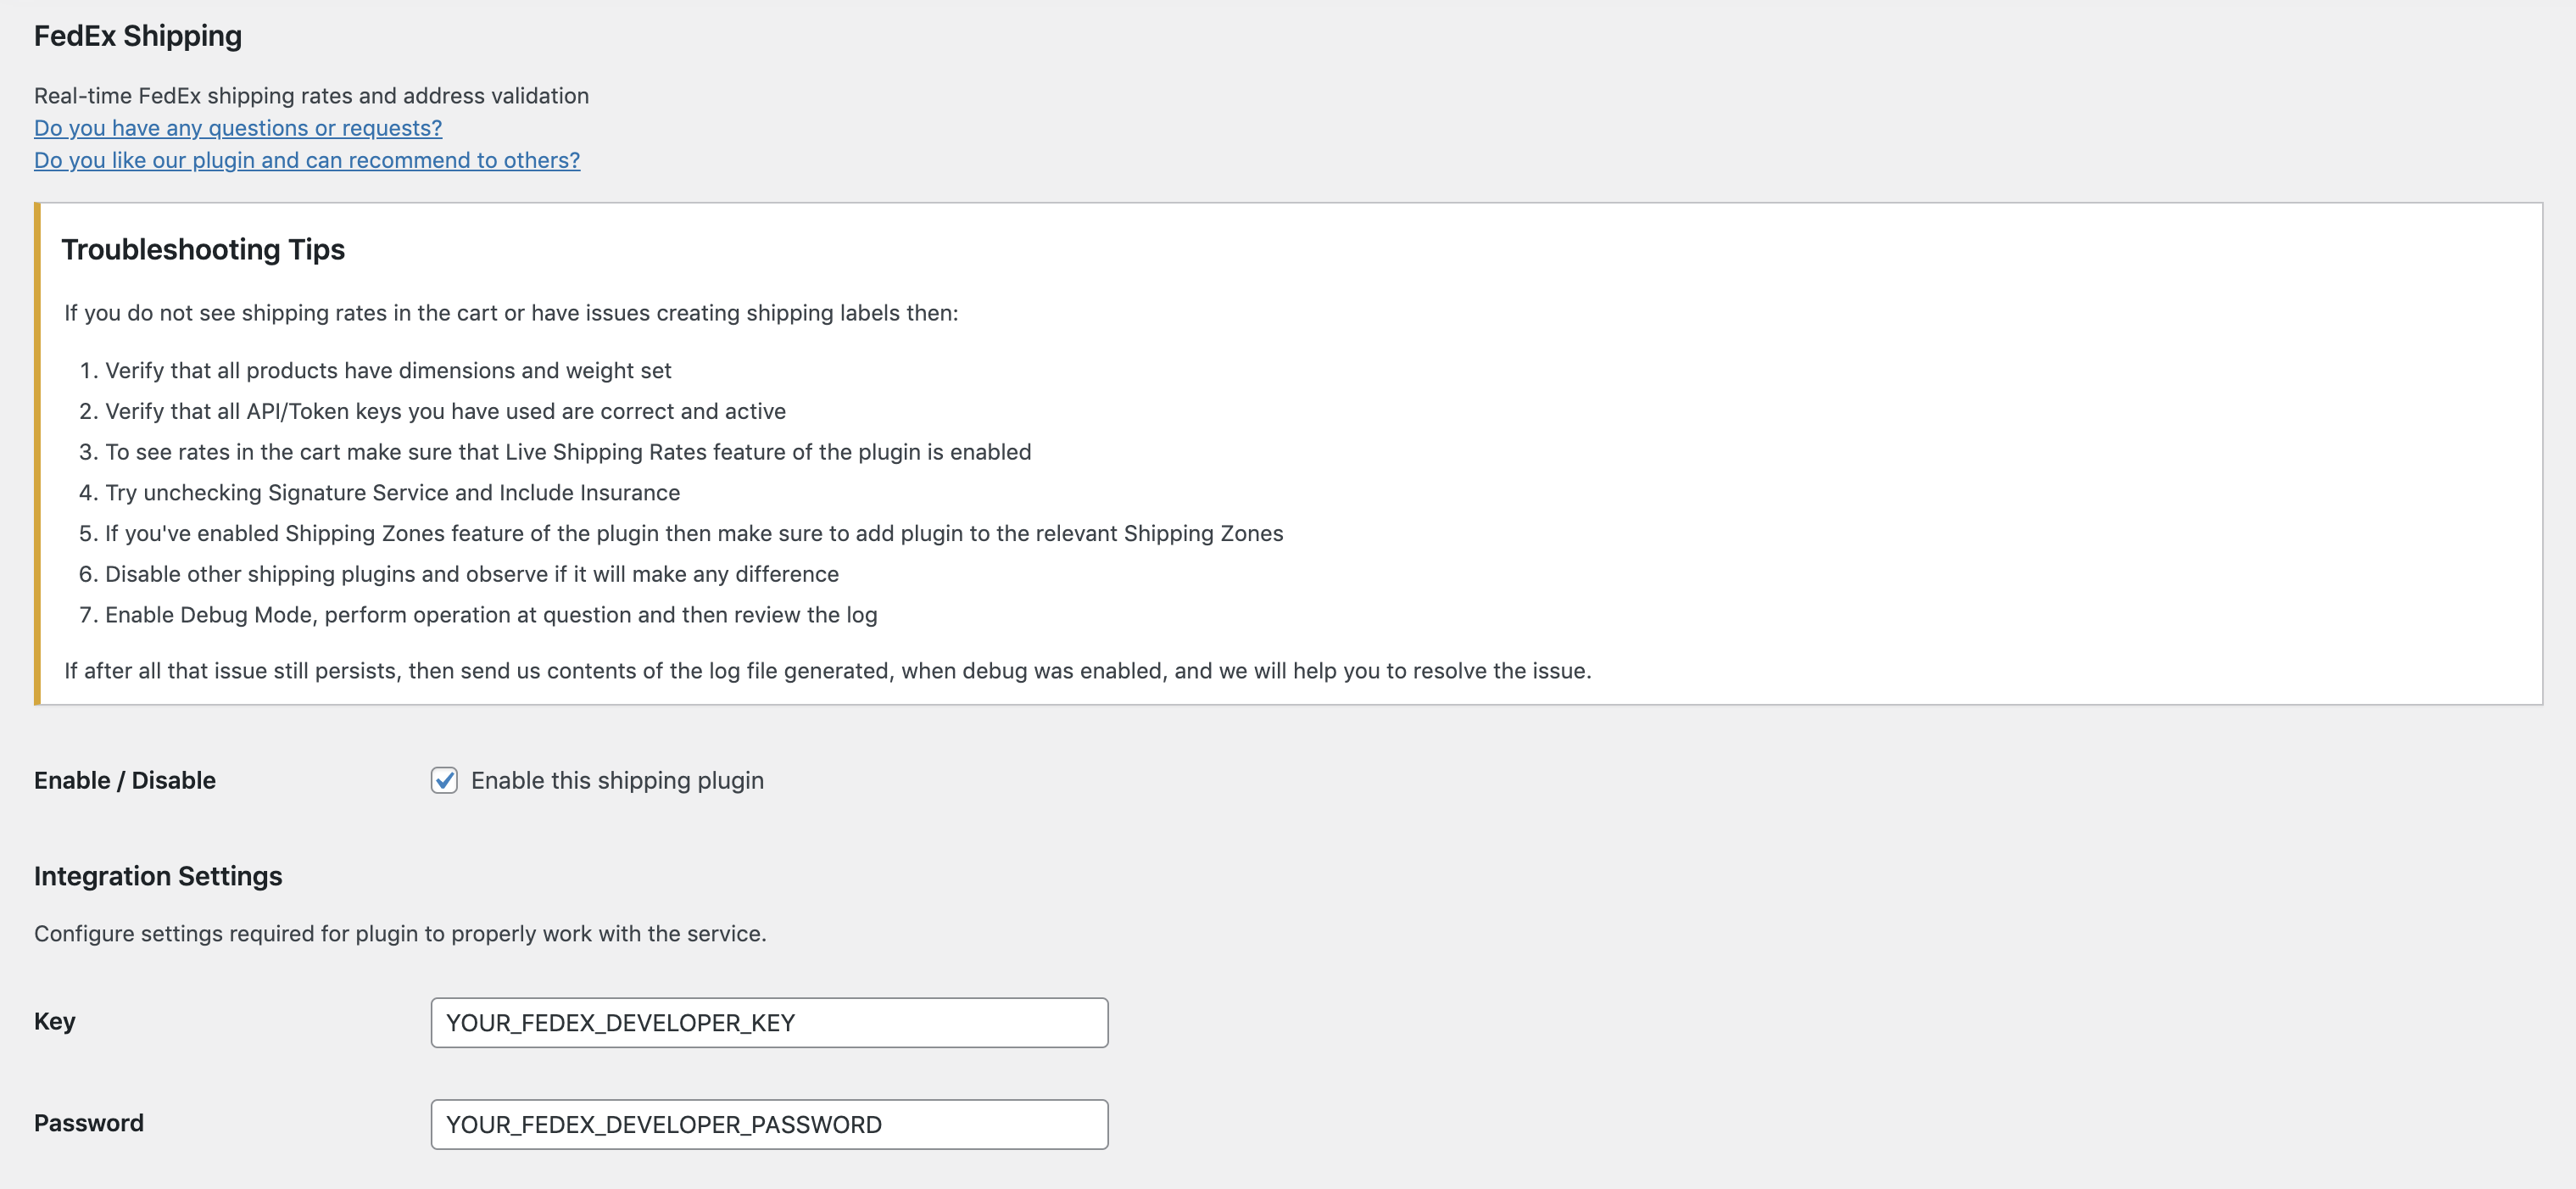 FedEx Shipping
Real-time FedEx shipping rates and address validation
Do you have any questions or requests?
Do you like our plugin and can recommend to others?
Troubleshooting Tips
If you do not see shipping rates in the cart or have issues creating shipping labels then:
1. Verify that all products have dimensions and weight set
2. Verify that all API/Token keys you have used are correct and active
3. To see rates in the cart make sure that Live Shipping Rates feature of the plugin is enabled
4. Try unchecking Signature Service and Include Insurance
5. If you've enabled Shipping Zones feature of the plugin then make sure to add plugin to the relevant Shipping Zones
6. Disable other shipping plugins and observe if it will make any difference
7. Enable Debug Mode, perform operation at question and then review the log
If after all that issue still persists, then send us contents of the log file generated, when debug was enabled, and we will help you to resolve the issue.
Enable / Disable Enable this shipping plugin
Integration Settings
Configure settings required for plugin to properly work with the service.
Key YOUR_FEDEX_DEVELOPER_KEY
Password YOUR_FEDEX_DEVELOPER_PASSWORD